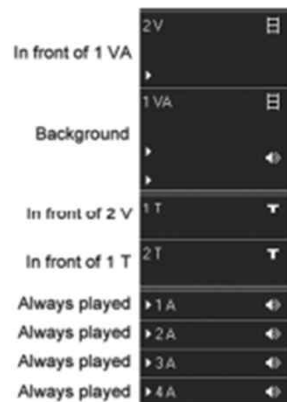 In front of 1 VA 2V
Background 1 VA
In front of 2 V 1 T
In front of 1 T 2 T
Always played 1 A
Always played 2 A
Always played 3 A
Always played 4 A